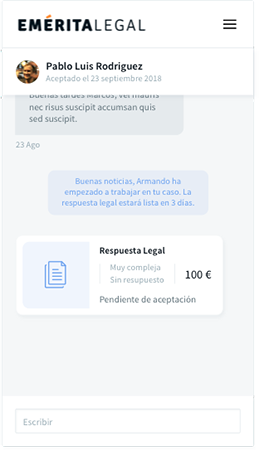 EMÉRITALEGAL
Pablo Luis Rodriguez
Aceptado el 23 septiembre 2018
Buenas tardes Marcos, vel mauris
nec risus suscipit accumsan quis
sed suscipit.
23 Ago
Buenas noticias, Armando ha
empezado a trabajar en tu caso. La
respuesta legal estará lista en 3 días.
Respuesta Legal
Muy compleja
Sin resupuesto
100 €
Pendiente de aceptación
Escribir